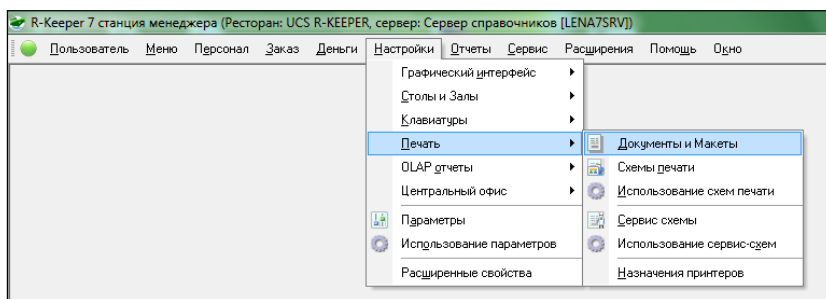 R-Keeper 7 станция менеджера (Ресторан: UCS R-KEEPER, сервер: Сервер справочников [LENA7SRV])
Пользователь Меню Персонал Заказ Деньги Настройки Отчеты Сервис Расширения Помощь Окно
Графический интерфейс
Столы и Залы
Клавиатуры
Печать
OLAP отчеты
Центральный офис
Параметры
Использование параметров
Расширенные свойства
Документы и Макеты
Схемы печати
Использование схем печати
Сервис схемы
Использование сервис-схем
Назначения принтеров